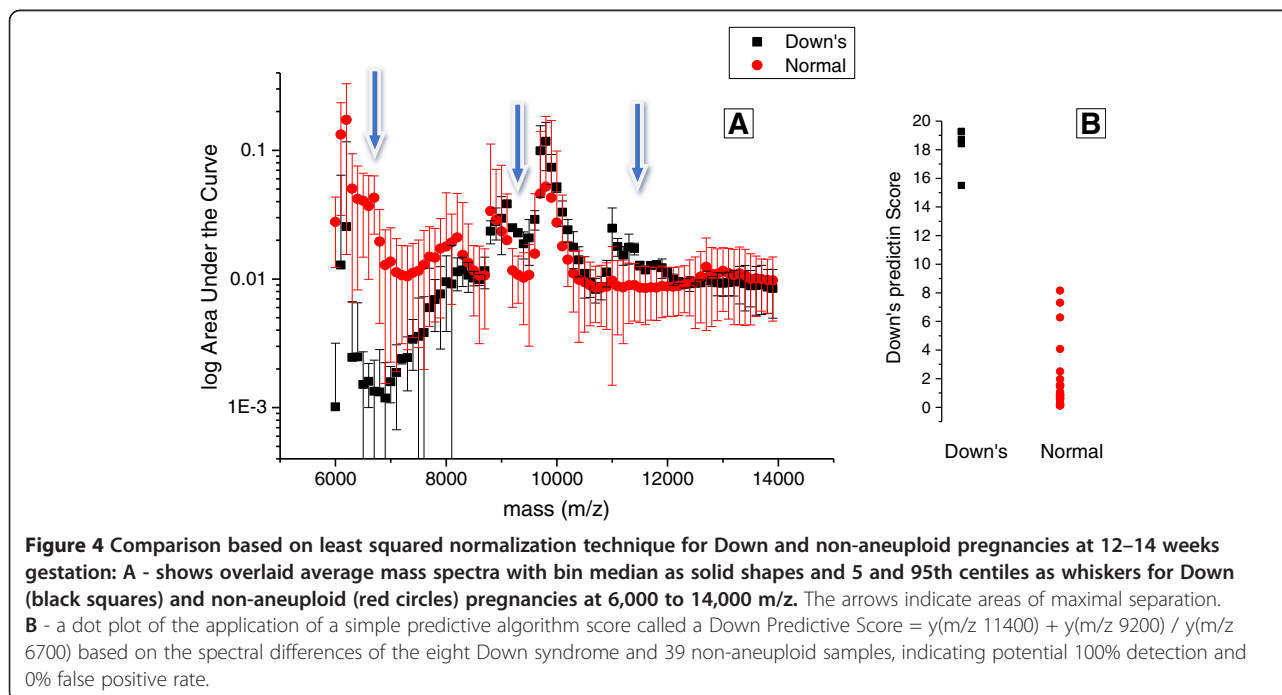 Down's
Normal
A
B
log Area Under the Curve
0.1
0.01
1E-3
6000 8000 10000 12000 14000
mass (m/z)
Down's predictin Score
20
18
16
14
12
10
8
6
4
2
0
Down's Normal
Figure 4 Comparison based on least squared normalization technique for Down and non-aneuploid pregnancies at 12–14 weeks
gestation: A - shows overlaid average mass spectra with bin median as solid shapes and 5 and 95th centiles as whiskers for Down
(black squares) and non-aneuploid (red circles) pregnancies at 6,000 to 14,000 m/z. The arrows indicate areas of maximal separation.
B - a dot plot of the application of a simple predictive algorithm score called a Down Predictive Score = y(m/z 11400) + y(m/z 9200) / y(m/z
6700) based on the spectral differences of the eight Down syndrome and 39 non-aneuploid samples, indicating potential 100% detection and
0% false positive rate.